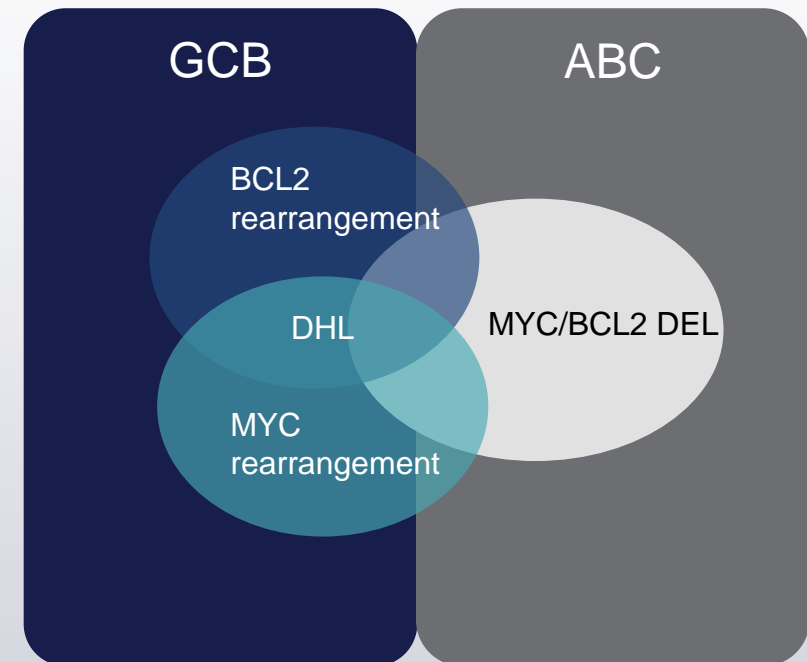 GCB
ABC
BCL2
rearrangement
DHL
MYC/BCL2 DEL
MYC
rearrangement